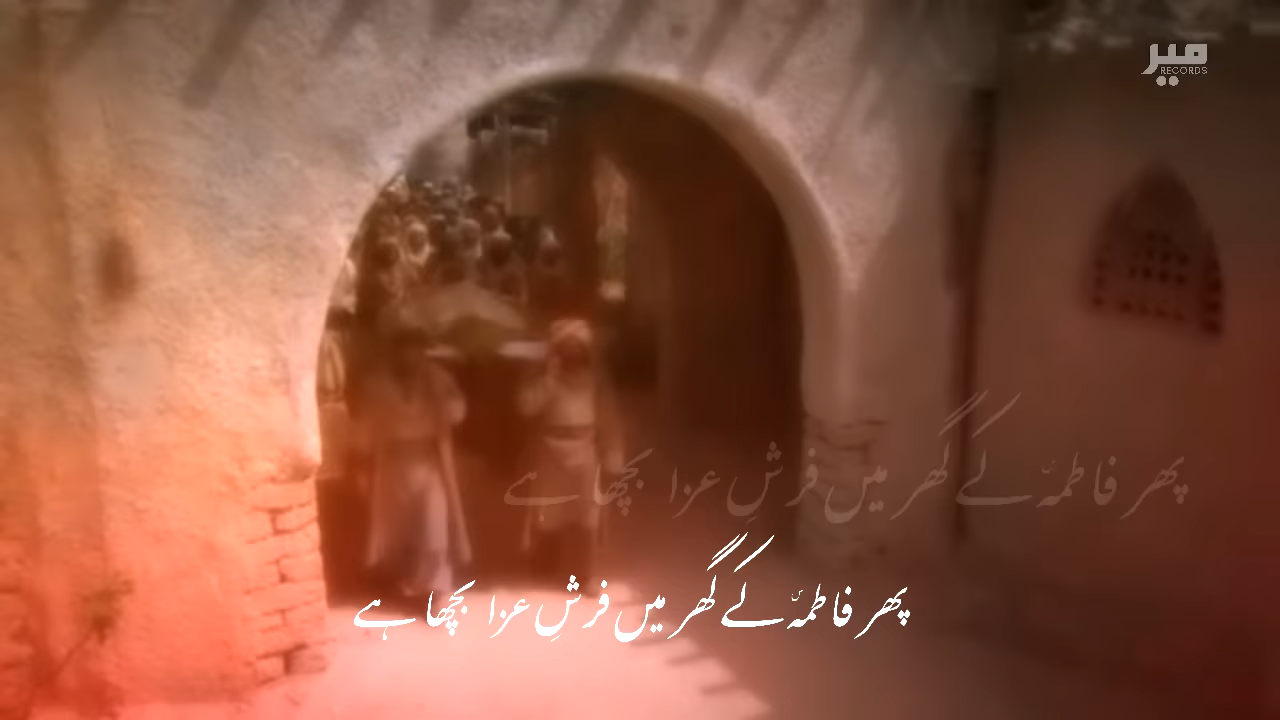 میر
RECORDS
پھر فاطمہؑ کے گھر میں فرشِ عزا بچھا ہے
پھر فاطمہؑ کے گھر میں فرشِ عزا بچھا ہے